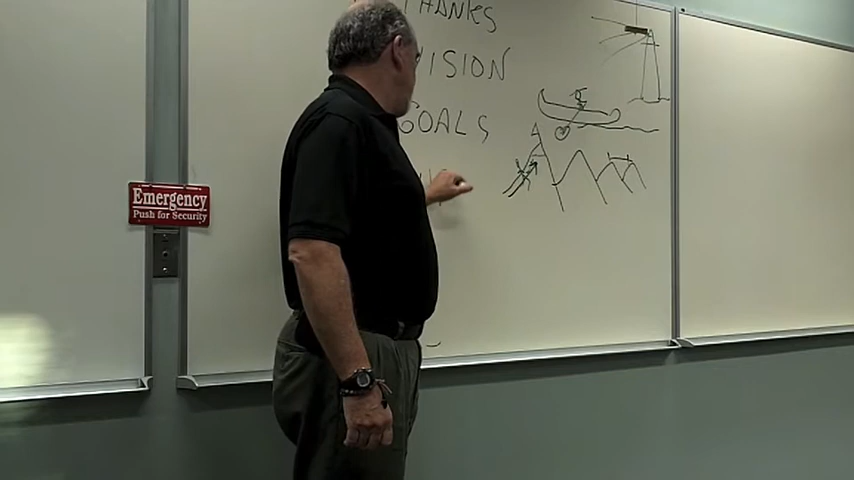 THANKS
VISION
GOALS
Emergency
Push for Security